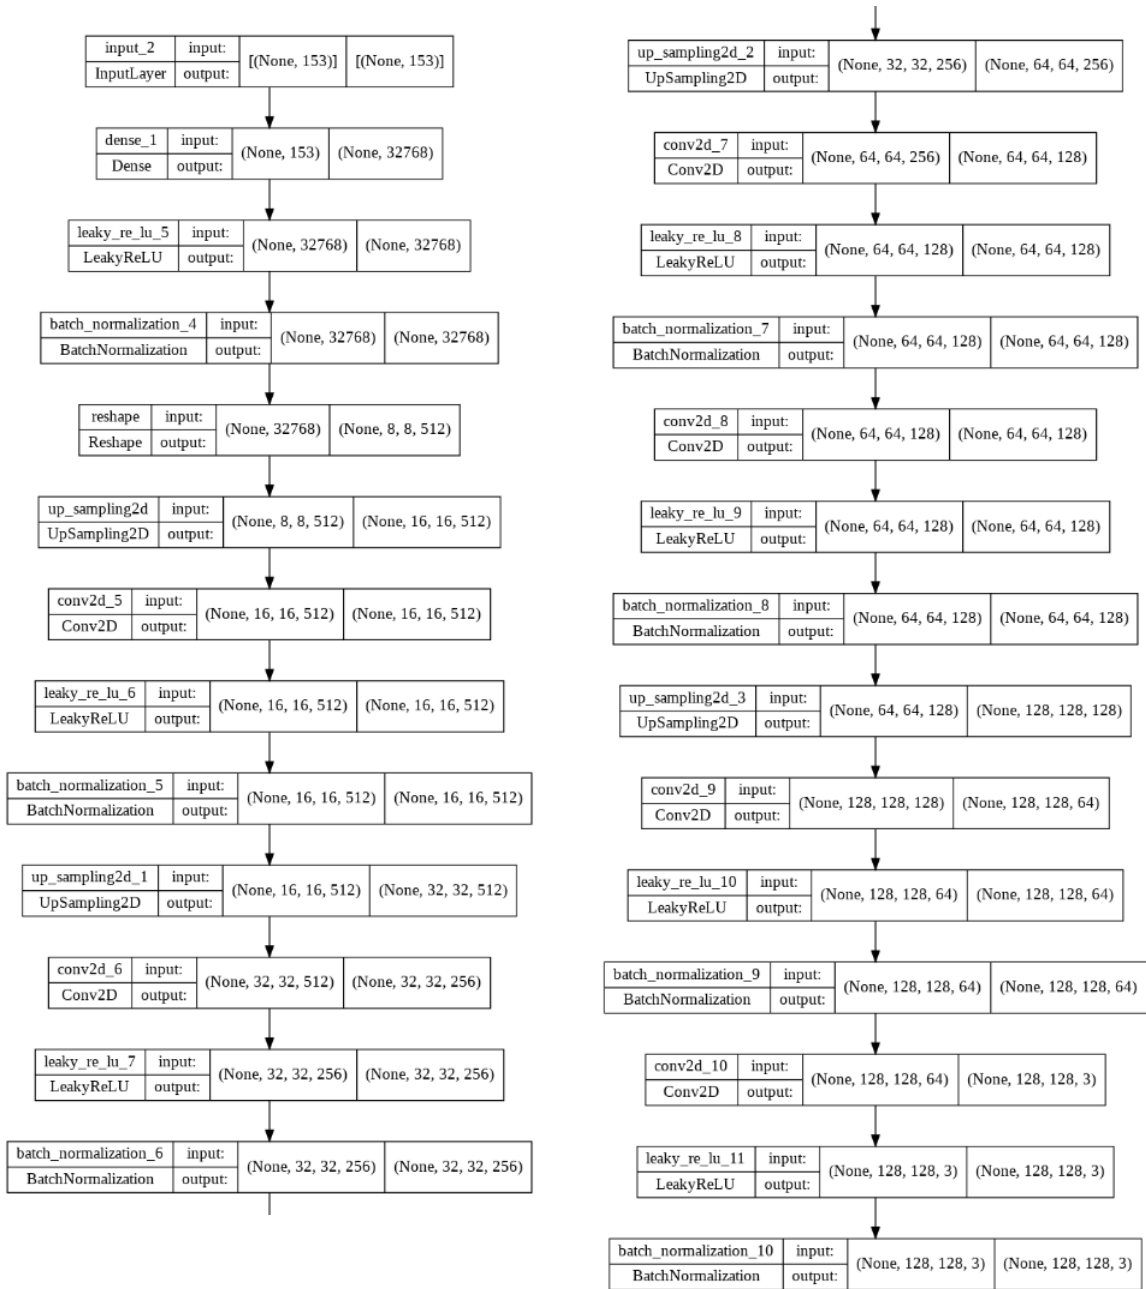 input_2 input: [(None, 153)] [(None, 153)]
InputLayer output:
dense_1 input: (None, 153) (None, 32768)
Dense output:
leaky_re_lu_5 input: (None, 32768) (None, 32768)
LeakyReLU output:
batch_normalization_4 input: (None, 32768) (None, 32768)
BatchNormalization output:
reshape input: (None, 32768) (None, 8, 8, 512)
Reshape output:
up_sampling2d input: (None, 8, 8, 512) (None, 16, 16, 512)
UpSampling2D output:
conv2d_5 input: (None, 16, 16, 512) (None, 16, 16, 512)
Conv2D output:
leaky_re_lu_6 input: (None, 16, 16, 512) (None, 16, 16, 512)
LeakyReLU output:
batch_normalization_5 input: (None, 16, 16, 512) (None, 16, 16, 512)
BatchNormalization output:
up_sampling2d_1 input: (None, 16, 16, 512) (None, 32, 32, 512)
UpSampling2D output:
conv2d_6 input: (None, 32, 32, 512) (None, 32, 32, 256)
Conv2D output:
leaky_re_lu_7 input: (None, 32, 32, 256) (None, 32, 32, 256)
LeakyReLU output:
batch_normalization_6 input: (None, 32, 32, 256) (None, 32, 32, 256)
BatchNormalization output:
up_sampling2d_2 input: (None, 32, 32, 256) (None, 64, 64, 256)
UpSampling2D output:
conv2d_7 input: (None, 64, 64, 256) (None, 64, 64, 128)
Conv2D output:
leaky_re_lu_8 input: (None, 64, 64, 128) (None, 64, 64, 128)
LeakyReLU output:
batch_normalization_7 input: (None, 64, 64, 128) (None, 64, 64, 128)
BatchNormalization output:
conv2d_8 input: (None, 64, 64, 128) (None, 64, 64, 128)
Conv2D output:
leaky_re_lu_9 input: (None, 64, 64, 128) (None, 64, 64, 128)
LeakyReLU output:
batch_normalization_8 input: (None, 64, 64, 128) (None, 64, 64, 128)
BatchNormalization output:
up_sampling2d_3 input: (None, 64, 64, 128) (None, 128, 128, 128)
UpSampling2D output:
conv2d_9 input: (None, 128, 128, 128) (None, 128, 128, 64)
Conv2D output:
leaky_re_lu_10 input: (None, 128, 128, 64) (None, 128, 128, 64)
LeakyReLU output:
batch_normalization_9 input: (None, 128, 128, 64) (None, 128, 128, 64)
BatchNormalization output:
conv2d_10 input: (None, 128, 128, 64) (None, 128, 128, 3)
Conv2D output:
leaky_re_lu_11 input: (None, 128, 128, 3) (None, 128, 128, 3)
LeakyReLU output:
batch_normalization_10 input: (None, 128, 128, 3) (None, 128, 128, 3)
BatchNormalization output: